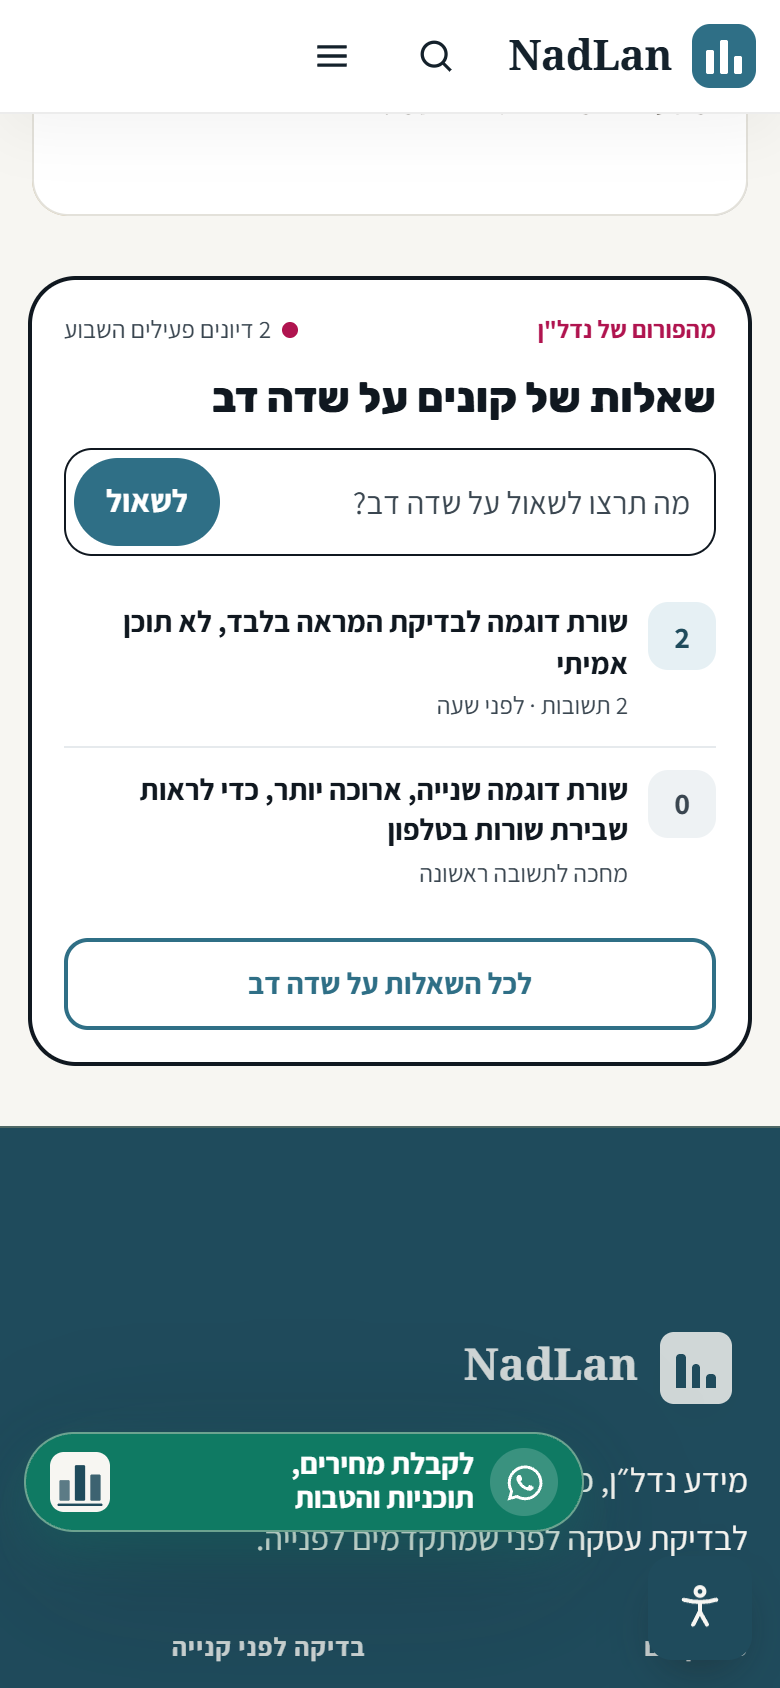 NadLan
מהפורום של נדל"ן
2 דיונים פעילים השבוע
שאלות של קונים על שדה דב
מה תרצו לשאול על שדה דב?
לשאול
2
שורת דוגמה לבדיקת המראה בלבד, לא תוכן
אמיתי
2 תשובות · לפני שעה
0
שורת דוגמה שנייה, ארוכה יותר, כדי לראות
שבירת שורות בטלפון
מחכה לתשובה ראשונה
לכל השאלות על שדה דב
NadLan
לקבלת מחירים,
תוכניות והטבות
מידע נדל״ן,
לבדיקת עסקה לפני שמתקדמים לפנייה.
בדיקה לפני קנייה